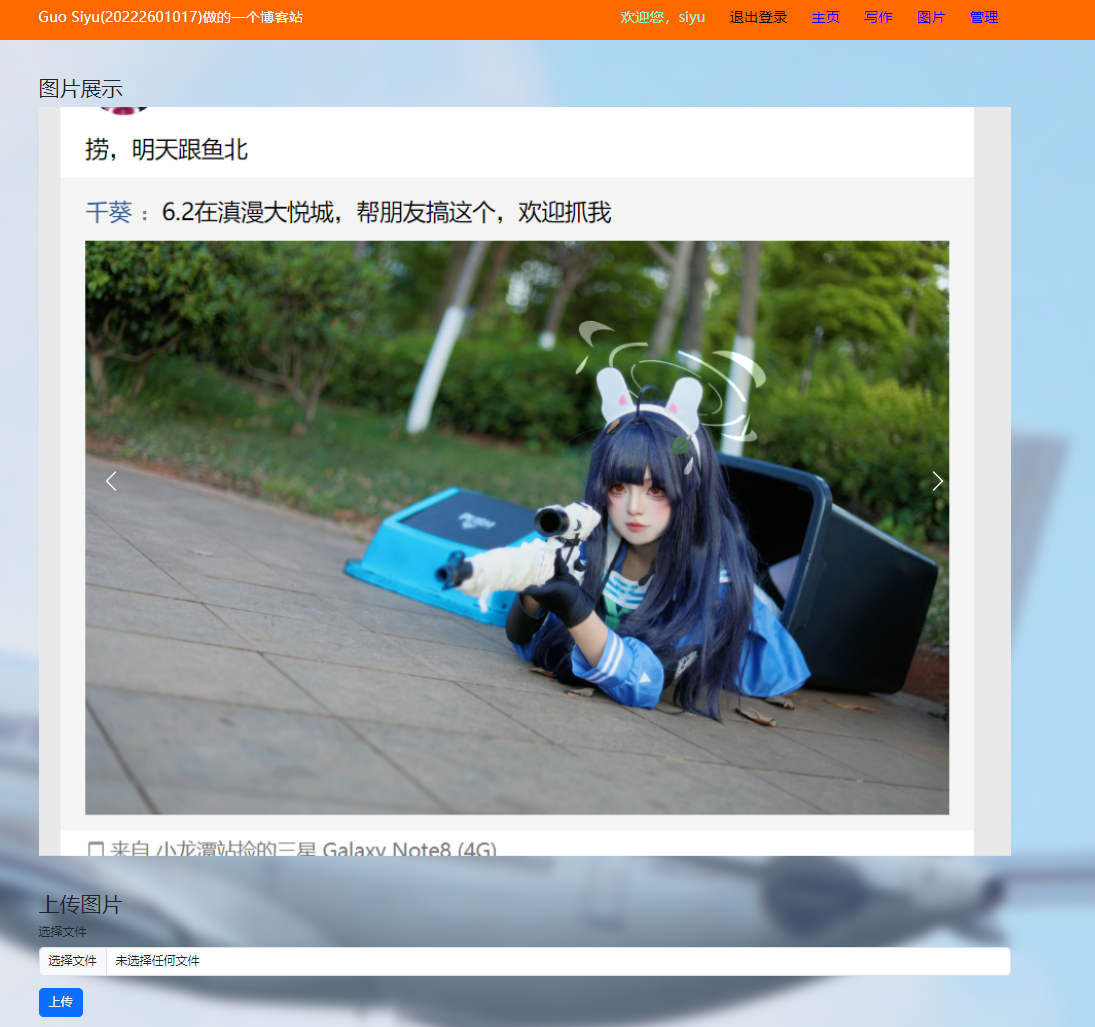 Guo Siyu(20222601017)做的一个博客站
欢迎您，siyu 退出登录 主页 写作 图片 管理
图片展示
捞，明天跟鱼北
千葵 ：6.2在滇漫大悦城，帮朋友搞这个，欢迎抓我
来自 小龙潭站捡的三星 Galaxy Note8 (4G)
上传图片
选择文件
选择文件 未选择任何文件
上传